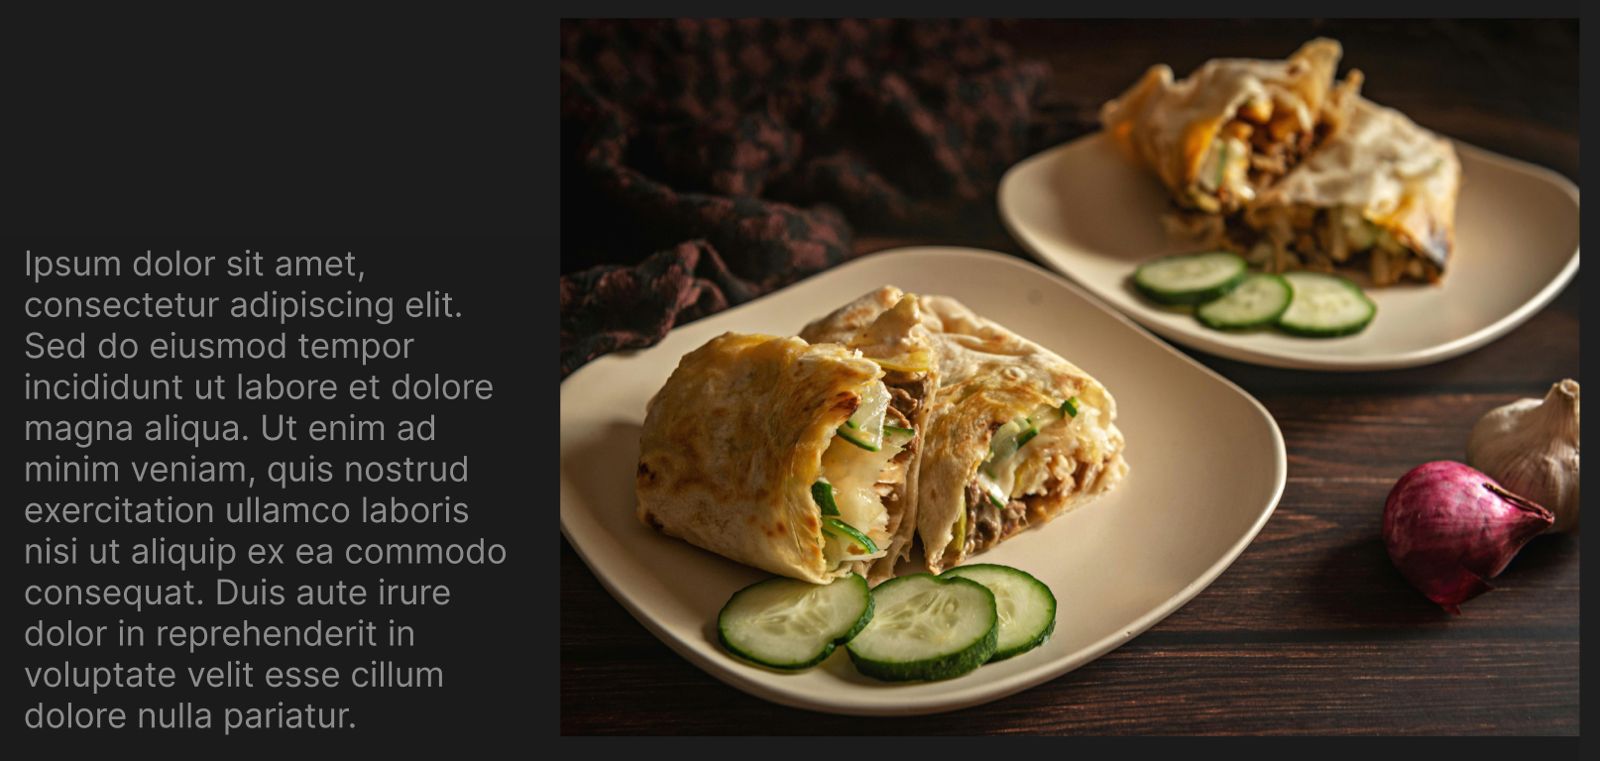 Ipsum dolor sit amet,
consectetur adipiscing elit.
Sed do eiusmod tempor
incididunt ut labore et dolore
magna aliqua. Ut enim ad
minim veniam, quis nostrud
exercitation ullamco laboris
nisi ut aliquip ex ea commodo
consequat. Duis aute irure
dolor in reprehenderit in
voluptate velit esse cillum
dolore nulla pariatur.